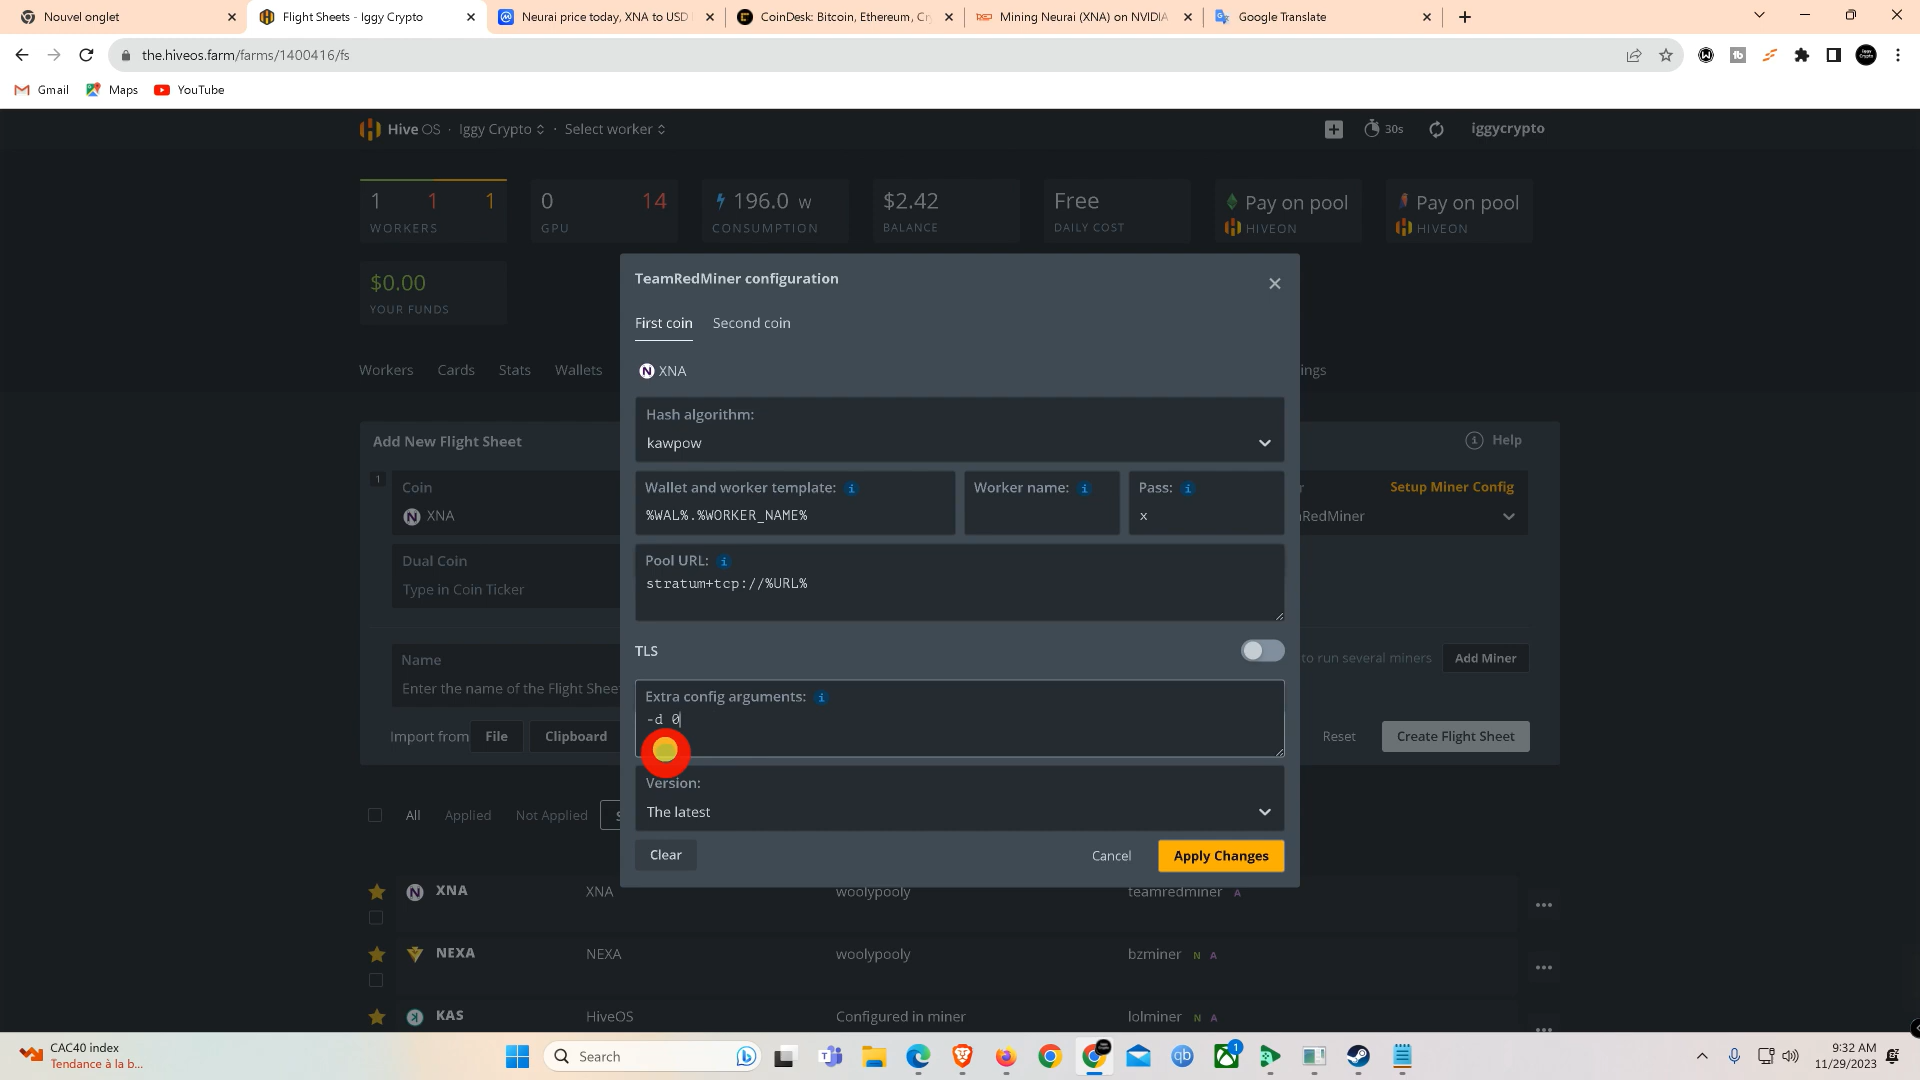 Nouvel onglet
Flight Sheets - Iggy Crypto
Neurai price today, XNA to USD
CoinDesk: Bitcoin, Ethereum, Cr
Mining Neurai (XNA) on NVIDIA
Google Translate
the.hiveos.farm/farms/1400416/fs
Gmail
Maps
YouTube
Hive OS · Iggy Crypto · Select worker
30s
iggycrypto
1 1 1
WORKERS
0 14
GPU
196.0 W
CONSUMPTION
$2.42
BALANCE
Free
DAILY COST
Pay on pool
HIVEON
Pay on pool
HIVEON
$0.00
YOUR FUNDS
Workers
Cards
Stats
Wallets
ings
TeamRedMiner configuration
First coin
Second coin
N XNA
Hash algorithm:
kawpow
Wallet and worker template:
%WAL%.%WORKER_NAME%
Worker name:
Pass:
x
Pool URL:
stratum+tcp://%URL%
TLS
Extra config arguments:
-d 0
Version:
The latest
Clear
Cancel
Apply Changes
Add New Flight Sheet
Help
1
Coin
N XNA
r
Setup Miner Config
RedMiner
Dual Coin
Type in Coin Ticker
Name
Enter the name of the Flight Shee
to run several miners
Add Miner
Import from
File
Clipboard
Reset
Create Flight Sheet
All
Applied
Not Applied
N XNA
XNA
woolypooly
teamredminer A
NEXA
NEXA
woolypooly
bzminer N A
KAS
HiveOS
Configured in miner
lolminer N A
CAC40 index
Tendance à la b...
Search
qb
1
9:32 AM
11/29/2023